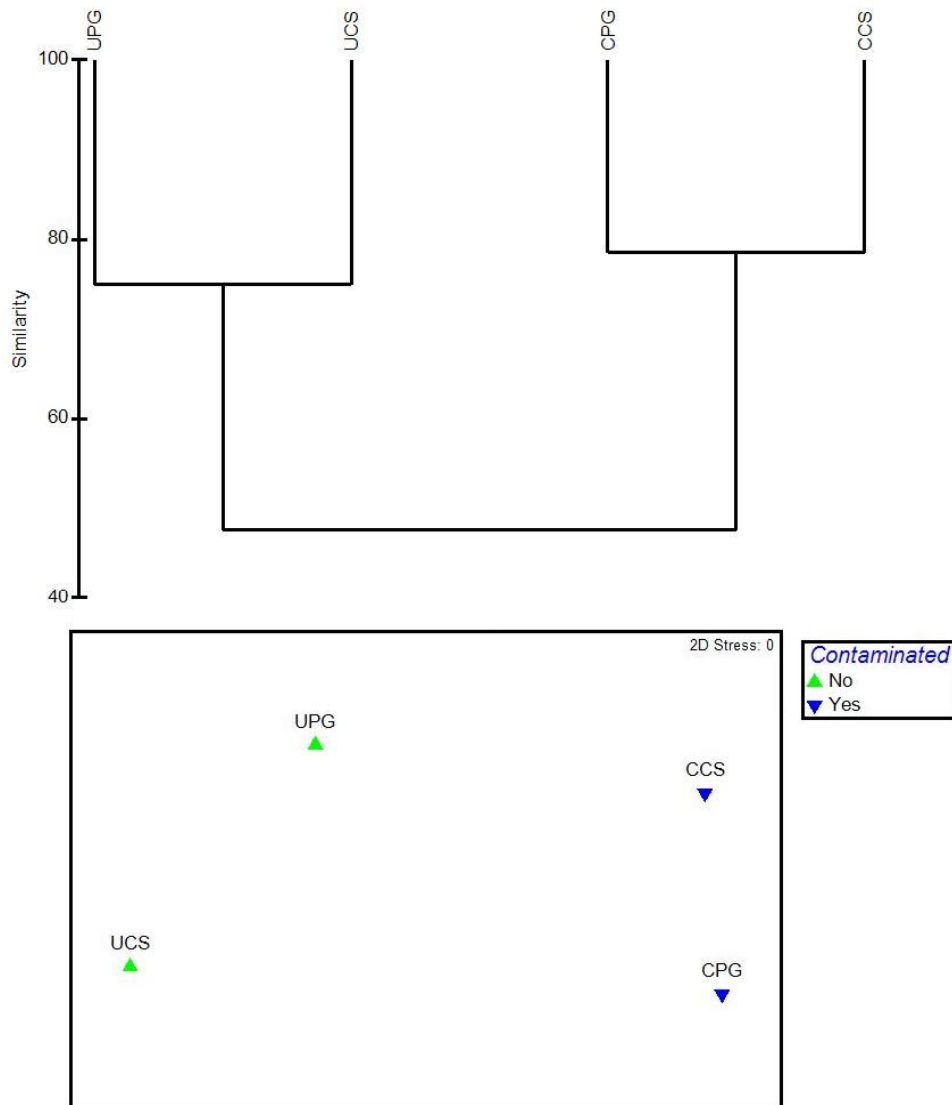 UPG
UCS
CPG
CCS
100
80
60
40
Similarity
2D Stress: 0
Contaminated
No
Yes
UPG
CCS
UCS
CPG